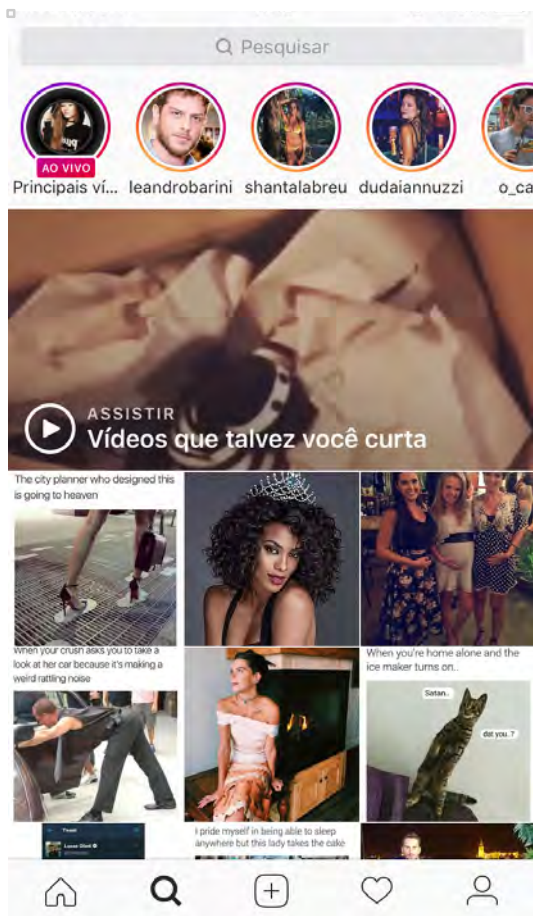 Pesquisar
AO VIVO
Principais ví... leandrobarini shantalabreu dudaiannuzzi o_ca
ASSISTIR
Vídeos que talvez você curta
The city planner who designed this
is going to heaven
When your crush asks you to take a
look at her car because it's making a
weird rattling noise
When you're home alone and the
ice maker turns on..
Satan..
dat you..?
Tweet
I pride myself in being able to sleep
anywhere but this lady takes the cake